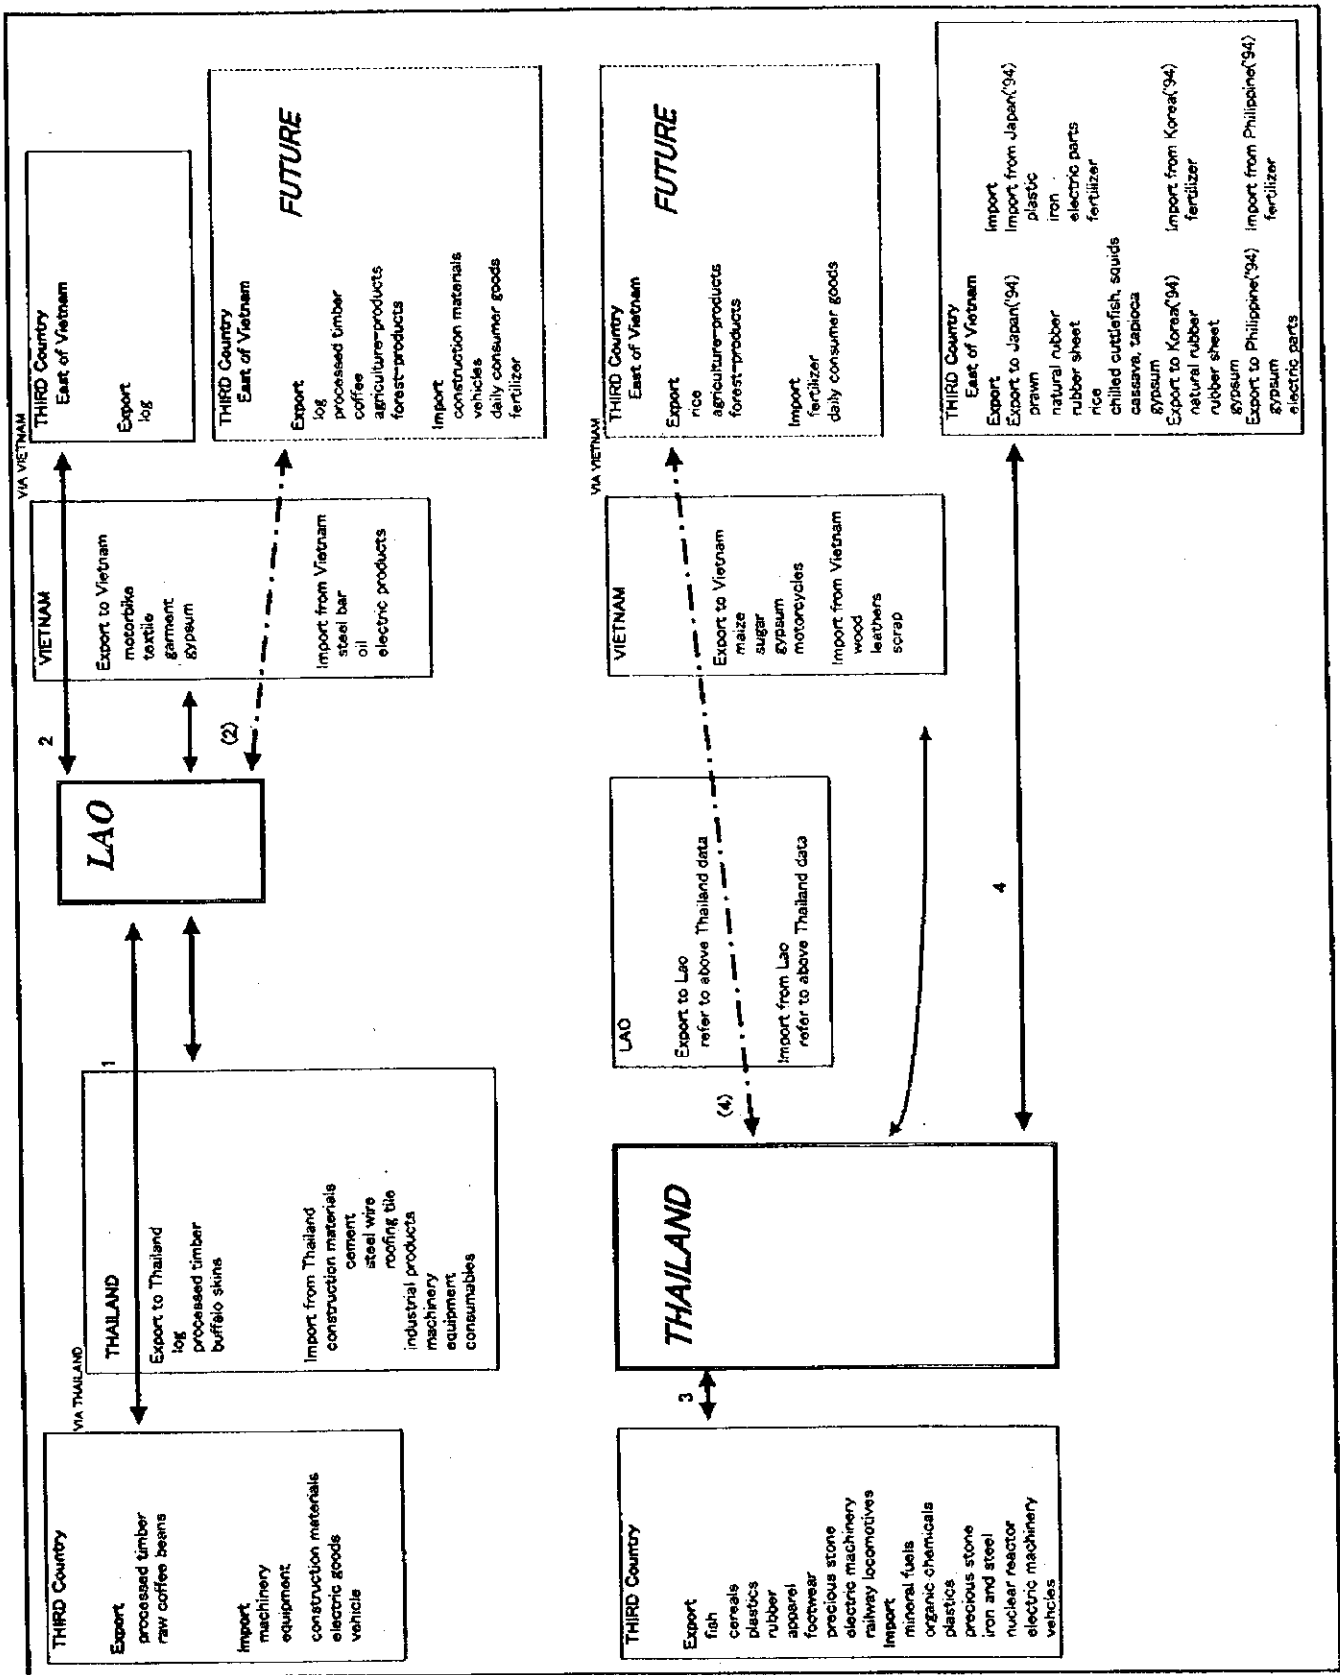 THIRD Country
Export
processed timber
raw coffee beans
Import
machinery
equipment
construction materials
electric goods
vehicle
VIA THAILAND
THAILAND
Export to Thailand
log
processed timber
buffalo skins
Import from Thailand
construction materials
cement
steel wire
roofing tile
industrial products
machinery
equipment
consumables
1
LAO
2
(2)
VIETNAM
Export to Vietnam
motorbike
textile
garment
gypsum
Import from Vietnam
steel bar
oil
electric products
VIA VIETNAM
THIRD Country
East of Vietnam
Export
log
THIRD Country
East of Vietnam
FUTURE
Export
log
processed timber
coffee
agriculture-products
forest-products
Import
construction materials
vehicles
daily consumer goods
fertilizer
THIRD Country
Export
fish
cereals
plastics
rubber
apparel
footwear
precious stone
electric machinery
railway locomotives
Import
mineral fuels
organic chemicals
plastics
precious stone
iron and steel
nuclear reactor
electric machinery
vehcles
3
THAILAND
(4)
LAO
Export to Lao
refer to above Thailand data
Import from Lao
refer to above Thailand data
4
VIETNAM
Export to Vietnam
maize
sugar
gypsum
motorcycles
Import from Vietnam
wood
leathers
scrap
VIA VIETNAM
THIRD Country
East of Vietnam
FUTURE
Export
rice
agriculture-products
forest-products
Import
fertilizer
daily consumer goods
THIRD Country
East of Vietnam
Export Import
Export to Japan('94) Import from Japan('94)
prawn plastic
natural rubber iron
rubber sheet electric parts
rice fertilizer
chilled cuttlefish, squids
cassava, tapioca
gypsum
Export to Korea('94) Import from Korea('94)
natural rubber fertilizer
rubber sheet
gypsum
Export to Philippine('94) Import from Philippine('94)
gypsum fertilizer
electric parts